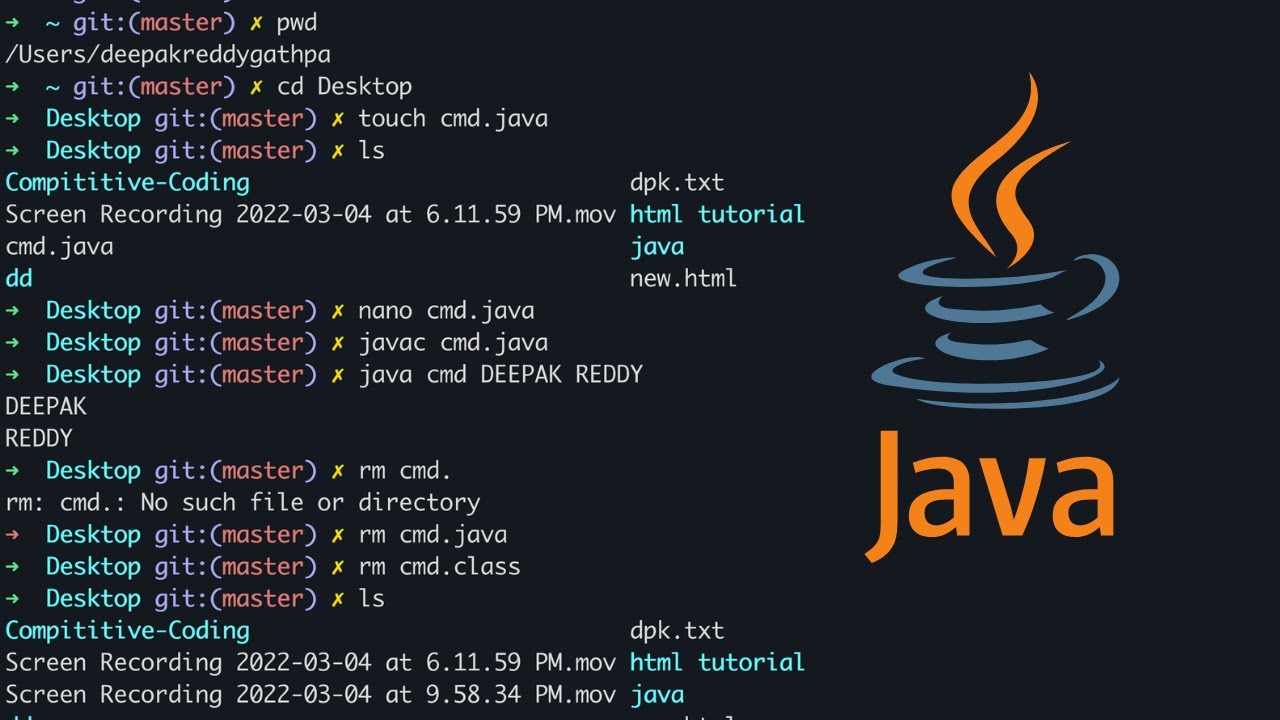 → ~ git:(master) ✗ pwd
/Users/deepakreddygathpa
→ ~ git:(master) ✗ cd Desktop
→ Desktop git:(master) ✗ touch cmd.java
→ Desktop git:(master) ✗ ls
Compititive-Coding dpk.txt
Screen Recording 2022-03-04 at 6.11.59 PM.mov html tutorial
cmd.java java
dd new.html
→ Desktop git:(master) ✗ nano cmd.java
→ Desktop git:(master) ✗ javac cmd.java
→ Desktop git:(master) ✗ java cmd DEEPAK REDDY
DEEPAK
REDDY
→ Desktop git:(master) ✗ rm cmd.
rm: cmd.: No such file or directory
→ Desktop git:(master) ✗ rm cmd.java
→ Desktop git:(master) ✗ rm cmd.class
→ Desktop git:(master) ✗ ls
Compititive-Coding dpk.txt
Screen Recording 2022-03-04 at 6.11.59 PM.mov html tutorial
Screen Recording 2022-03-04 at 9.58.34 PM.mov java
Java